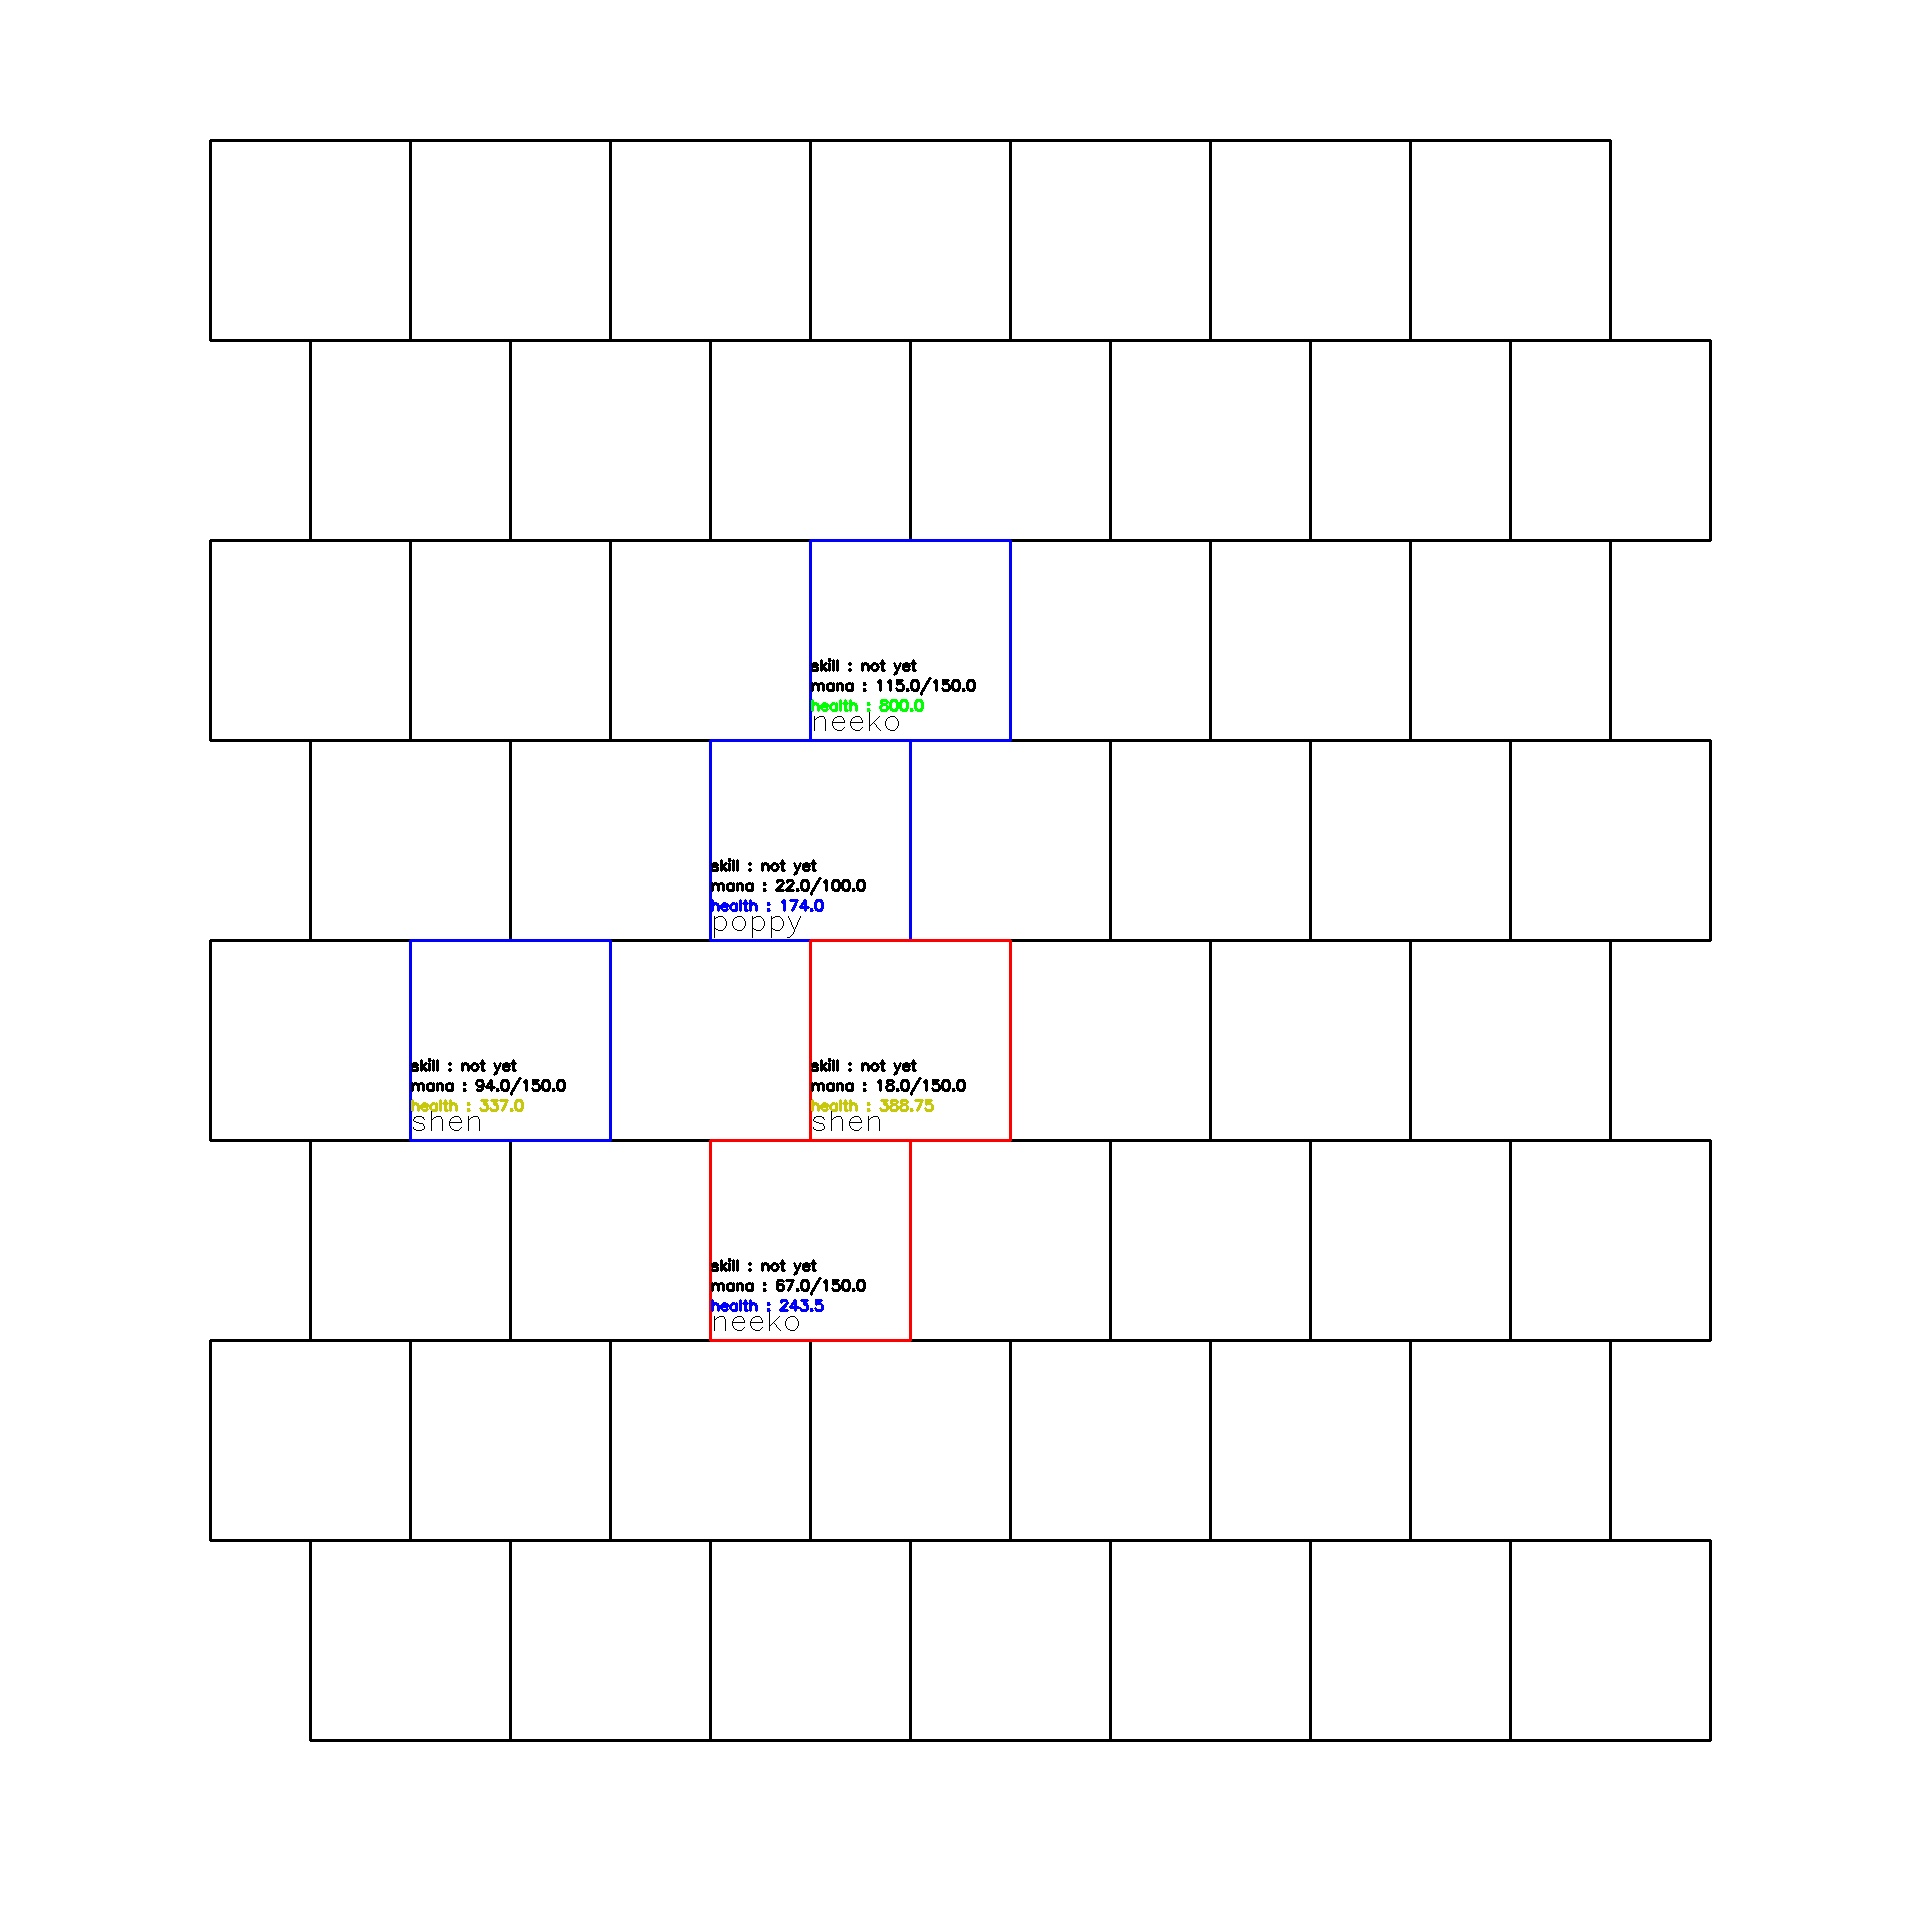 skill : not yet
mana : 115.0/150.0
health : 800.0
neeko
skill : not yet
mana : 22.0/100.0
health : 174.0
poppy
skill : not yet
mana : 94.0/150.0
health : 337.0
shen
skill : not yet
mana : 18.0/150.0
health : 388.75
shen
skill : not yet
mana : 67.0/150.0
health : 243.5
neeko